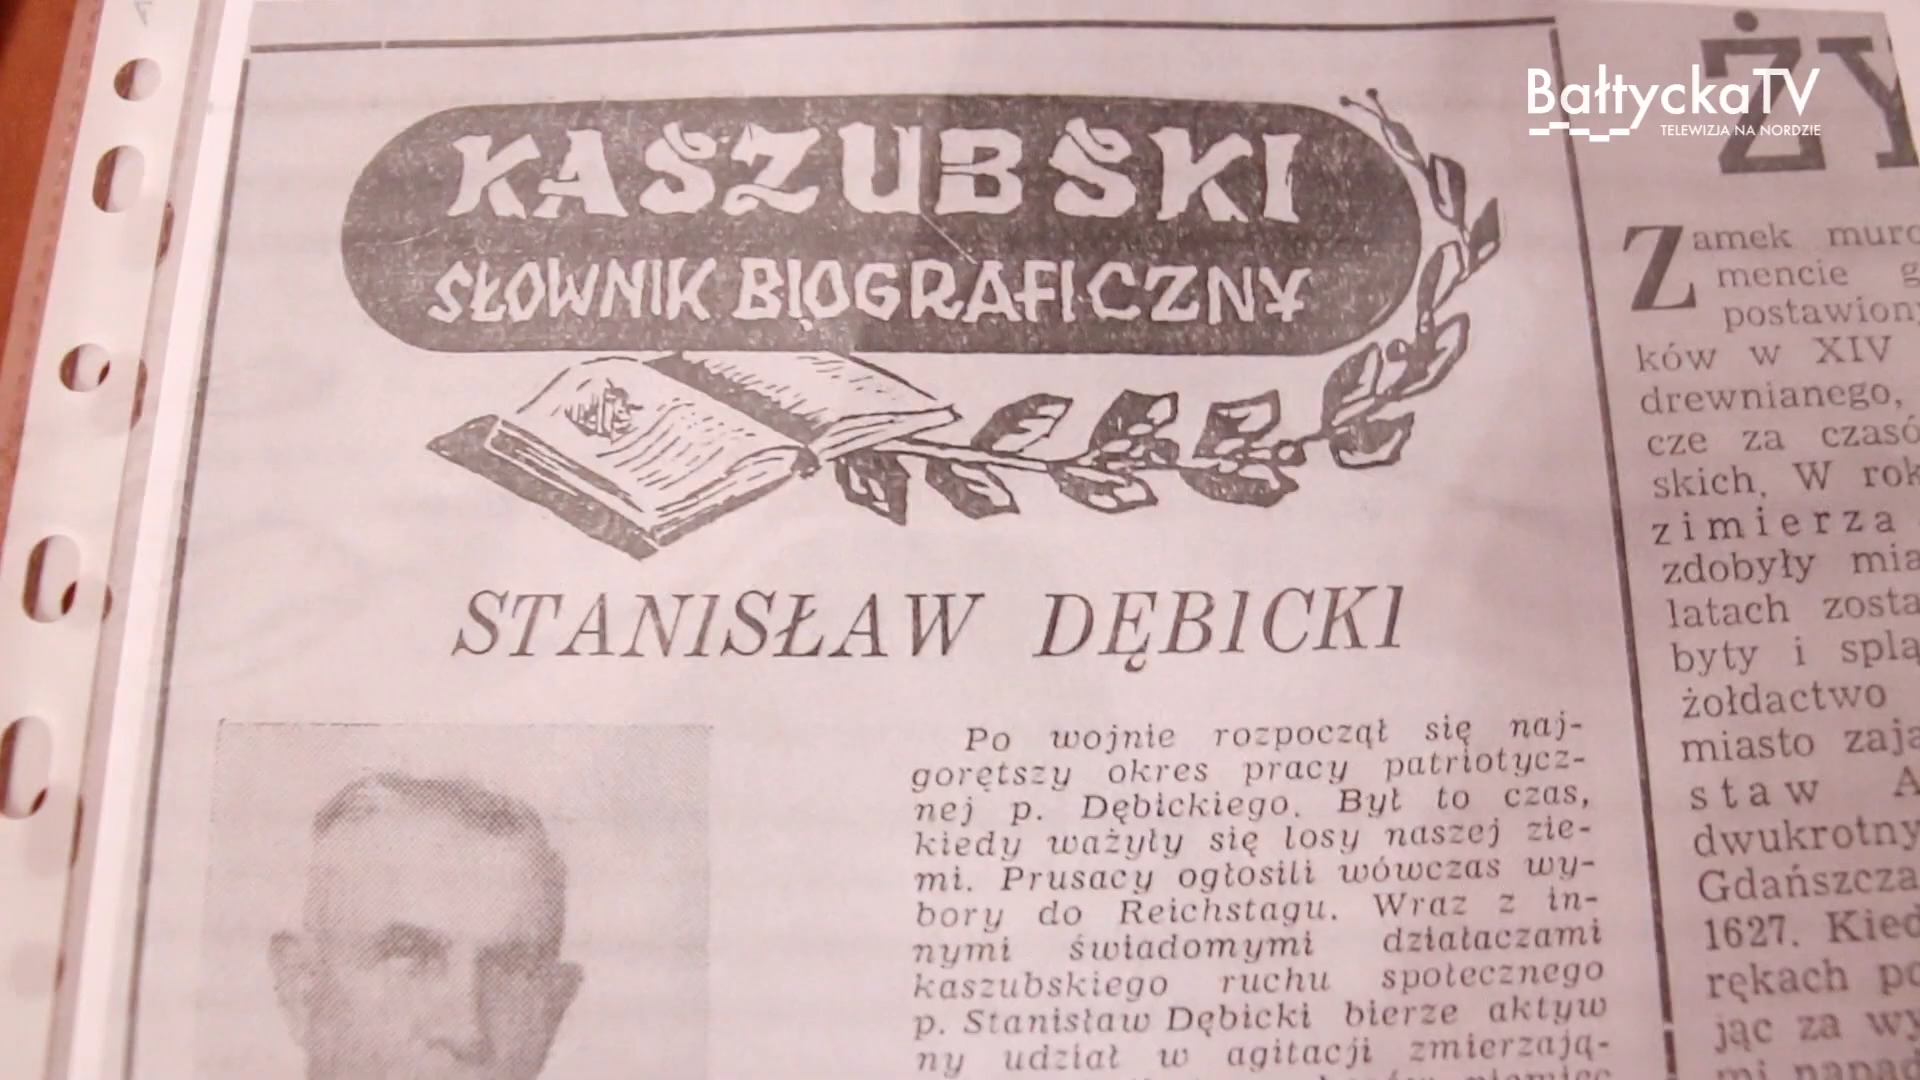 BałtyckaTV
TELEWIZJA NA NORDZIE
KASZUBSKI
SŁOWNIK BIOGRAFICZNY
STANISŁAW DĘBICKI
Po wojnie rozpoczął się naj-
gorętszy okres pracy patriotycz-
nej p. Dębickiego. Był to czas,
kiedy ważyły się losy naszej zie-
mi. Prusacy ogłosili wówczas wy-
bory do Reichstagu. Wraz z in-
nymi świadomymi działaczami
kaszubskiego ruchu społecznego
p. Stanisław Dębicki bierze aktyw
ny udział w agitacji zmierzają-
ŻY
Zamek muro
mencie g
postawion
ków w XIV
drewnianego,
cze za czasó
skich. W rok
zimierza
zdobyły mia
latach zosta
byty i splą
żołdactwo
miasto zaja
staw A
dwukrotny
Gdańszcza
1627. Kied
rękach po
jąc za wy
mi napad